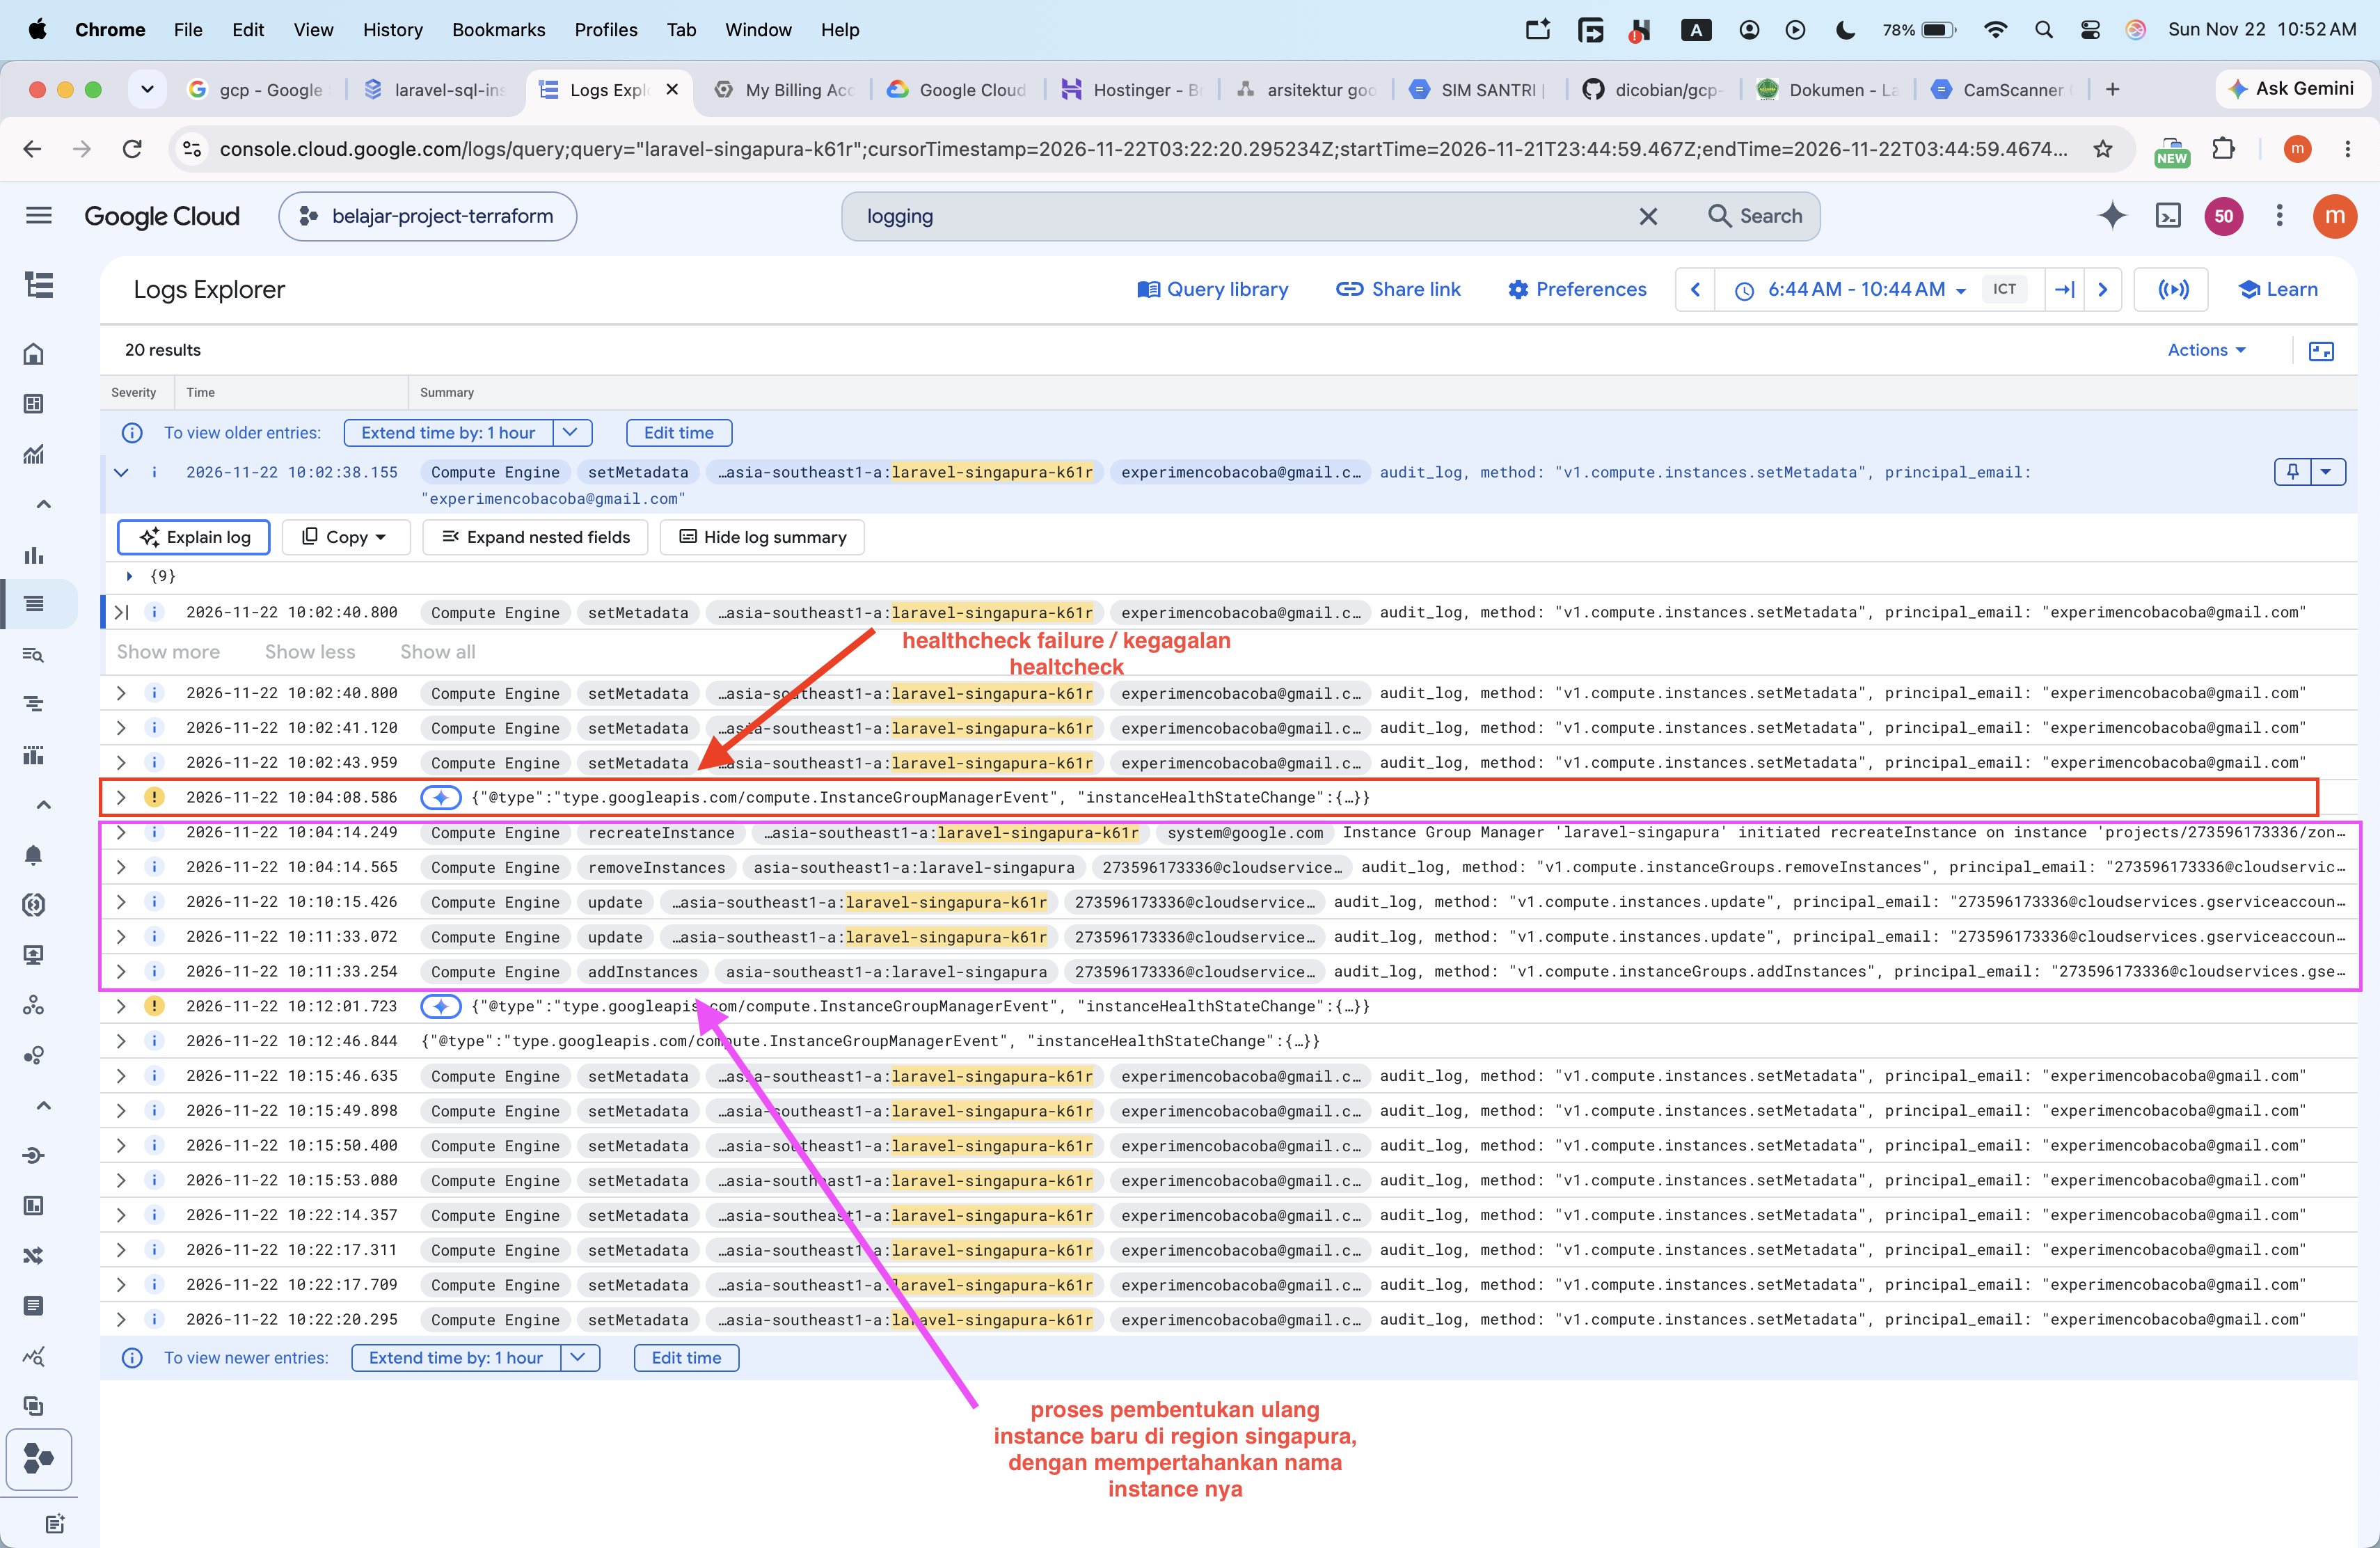 Chrome File Edit View History Bookmarks Profiles Tab Window Help
A 78% Sun Nov 22 10:52 AM
gcp - Google laravel-sql-ins Logs Expl My Billing Acc Google Cloud Hostinger - B arsitektur goo SIM SANTRI | dicobian/gcp- Dokumen - La CamScanner Ask Gemini
console.cloud.google.com/logs/query;query="laravel-singapura-k61r";cursorTimestamp=2026-11-22T03:22:20.295234Z;startTime=2026-11-21T23:44:59.467Z;endTime=2026-11-22T03:44:59.4674...
NEW
m
Google Cloud belajar-project-terraform logging Search 50 m
Logs Explorer Query library Share link Preferences 6:44 AM - 10:44 AM ICT Learn
20 results Actions
Severity Time Summary
To view older entries: Extend time by: 1 hour Edit time
2026-11-22 10:02:38.155 Compute Engine setMetadata …asia-southeast1-a:laravel-singapura-k61r experimencobacoba@gmail.c… audit_log, method: "v1.compute.instances.setMetadata", principal_email:
"experimencobacoba@gmail.com"
Explain log Copy Expand nested fields Hide log summary
{9}
2026-11-22 10:02:40.800 Compute Engine setMetadata …asia-southeast1-a:laravel-singapura-k61r experimencobacoba@gmail.c… audit_log, method: "v1.compute.instances.setMetadata", principal_email: "experimencobacoba@gmail.com"
healthcheck failure / kegagalan
healtcheck
Show more Show less Show all
2026-11-22 10:02:40.800 Compute Engine setMetadata …asia-southeast1-a:laravel-singapura-k61r experimencobacoba@gmail.c… audit_log, method: "v1.compute.instances.setMetadata", principal_email: "experimencobacoba@gmail.com"
2026-11-22 10:02:41.120 Compute Engine setMetadata …asia-southeast1-a:laravel-singapura-k61r experimencobacoba@gmail.c… audit_log, method: "v1.compute.instances.setMetadata", principal_email: "experimencobacoba@gmail.com"
2026-11-22 10:02:43.959 Compute Engine setMetadata …asia-southeast1-a:laravel-singapura-k61r experimencobacoba@gmail.c… audit_log, method: "v1.compute.instances.setMetadata", principal_email: "experimencobacoba@gmail.com"
2026-11-22 10:04:08.586 {"@type":"type.googleapis.com/compute.InstanceGroupManagerEvent", "instanceHealthStateChange":{…}}
2026-11-22 10:04:14.249 Compute Engine recreateInstance …asia-southeast1-a:laravel-singapura-k61r system@google.com Instance Group Manager 'laravel-singapura' initiated recreateInstance on instance 'projects/273596173336/zon…
2026-11-22 10:04:14.565 Compute Engine removeInstances asia-southeast1-a:laravel-singapura 273596173336@cloudservice… audit_log, method: "v1.compute.instanceGroups.removeInstances", principal_email: "273596173336@cloudservic…
2026-11-22 10:10:15.426 Compute Engine update …asia-southeast1-a:laravel-singapura-k61r 273596173336@cloudservice… audit_log, method: "v1.compute.instances.update", principal_email: "273596173336@cloudservices.gserviceaccoun…
2026-11-22 10:11:33.072 Compute Engine update …asia-southeast1-a:laravel-singapura-k61r 273596173336@cloudservice… audit_log, method: "v1.compute.instances.update", principal_email: "273596173336@cloudservices.gserviceaccoun…
2026-11-22 10:11:33.254 Compute Engine addInstances asia-southeast1-a:laravel-singapura 273596173336@cloudservice… audit_log, method: "v1.compute.instanceGroups.addInstances", principal_email: "273596173336@cloudservices.gse…
2026-11-22 10:12:01.723 {"@type":"type.googleapis.com/compute.InstanceGroupManagerEvent", "instanceHealthStateChange":{…}}
2026-11-22 10:12:46.844 {"@type":"type.googleapis.com/compute.InstanceGroupManagerEvent", "instanceHealthStateChange":{…}}
2026-11-22 10:15:46.635 Compute Engine setMetadata …asia-southeast1-a:laravel-singapura-k61r experimencobacoba@gmail.c… audit_log, method: "v1.compute.instances.setMetadata", principal_email: "experimencobacoba@gmail.com"
2026-11-22 10:15:49.898 Compute Engine setMetadata …asia-southeast1-a:laravel-singapura-k61r experimencobacoba@gmail.c… audit_log, method: "v1.compute.instances.setMetadata", principal_email: "experimencobacoba@gmail.com"
2026-11-22 10:15:50.400 Compute Engine setMetadata …asia-southeast1-a:laravel-singapura-k61r experimencobacoba@gmail.c… audit_log, method: "v1.compute.instances.setMetadata", principal_email: "experimencobacoba@gmail.com"
2026-11-22 10:15:53.080 Compute Engine setMetadata …asia-southeast1-a:laravel-singapura-k61r experimencobacoba@gmail.c… audit_log, method: "v1.compute.instances.setMetadata", principal_email: "experimencobacoba@gmail.com"
2026-11-22 10:22:14.357 Compute Engine setMetadata …asia-southeast1-a:laravel-singapura-k61r experimencobacoba@gmail.c… audit_log, method: "v1.compute.instances.setMetadata", principal_email: "experimencobacoba@gmail.com"
2026-11-22 10:22:17.311 Compute Engine setMetadata …asia-southeast1-a:laravel-singapura-k61r experimencobacoba@gmail.c… audit_log, method: "v1.compute.instances.setMetadata", principal_email: "experimencobacoba@gmail.com"
2026-11-22 10:22:17.709 Compute Engine setMetadata …asia-southeast1-a:laravel-singapura-k61r experimencobacoba@gmail.c… audit_log, method: "v1.compute.instances.setMetadata", principal_email: "experimencobacoba@gmail.com"
2026-11-22 10:22:20.295 Compute Engine setMetadata …asia-southeast1-a:laravel-singapura-k61r experimencobacoba@gmail.c… audit_log, method: "v1.compute.instances.setMetadata", principal_email: "experimencobacoba@gmail.com"
To view newer entries: Extend time by: 1 hour Edit time
proses pembentukan ulang
instance baru di region singapura,
dengan mempertahankan nama
instance nya